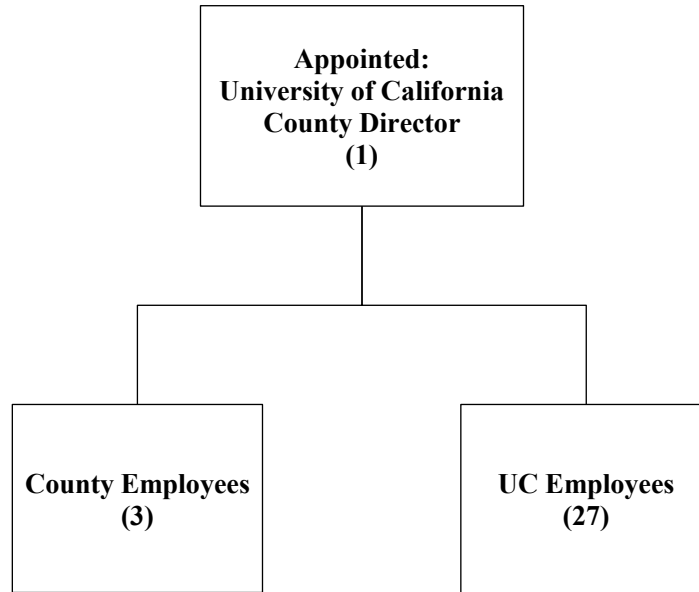 Appointed:
University of California
County Director
(1)
County Employees
(3)
UC Employees
(27)